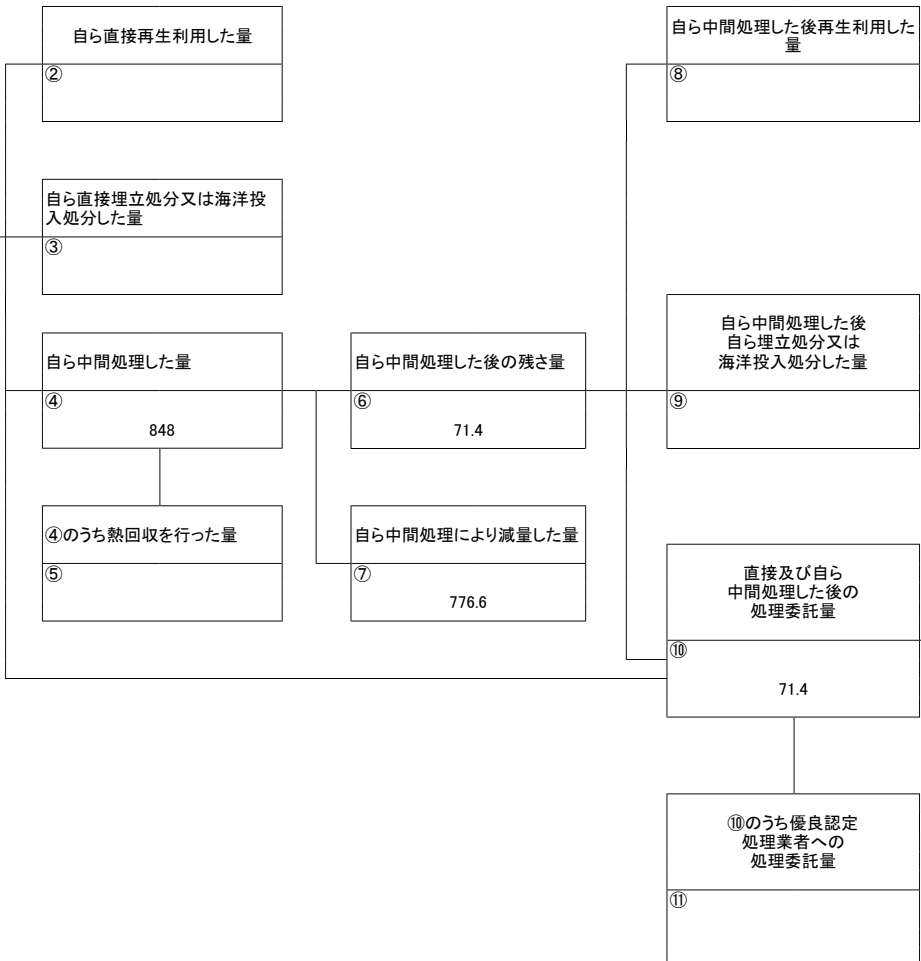 自ら直接再生利用した量
②
自ら中間処理した後再生利用した
量
⑧
自ら直接埋立処分又は海洋投
入処分した量
③
自ら中間処理した量
④
848
自ら中間処理した後の残さ量
⑥
71.4
自ら中間処理した後
自ら埋立処分又は
海洋投入処分した量
⑨
④のうち熱回収を行った量
⑤
自ら中間処理により減量した量
⑦
776.6
直接及び自ら
中間処理した後の
処理委託量
⑩
71.4
⑩のうち優良認定
処理業者への
処理委託量
⑪